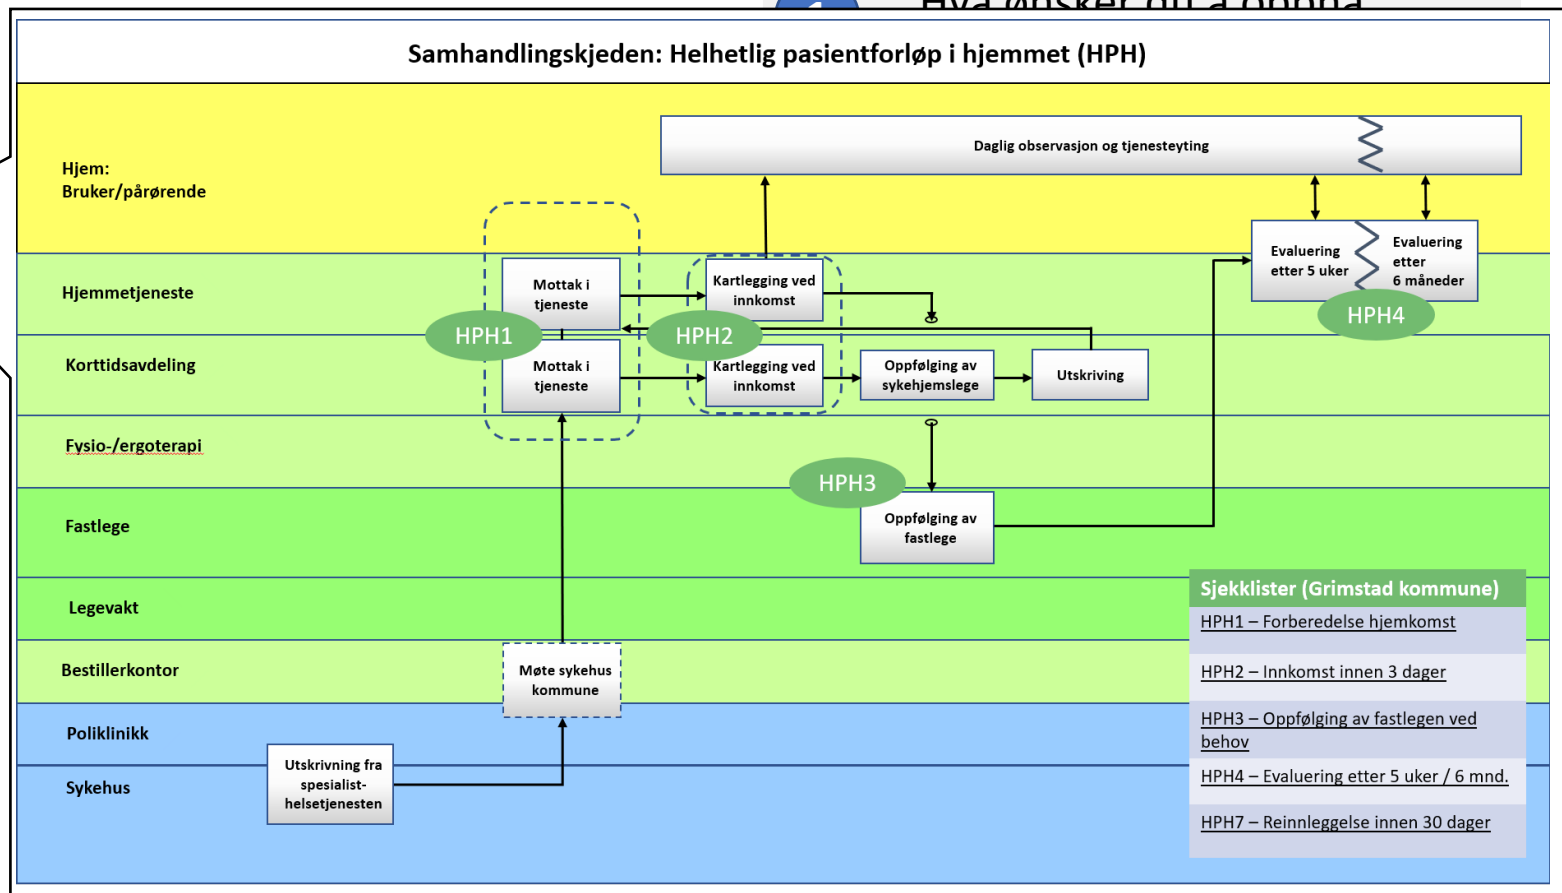 Hva ønsker du å oppnå
Samhandlingskjeden: Helhetlig pasientforløp i hjemmet (HPH)
Daglig observasjon og tjenesteyting
Hjem:
Bruker/pårørende
Evaluering
etter 5 uker
Evaluering
etter
6 måneder
Hjemmetjeneste
Mottak i
tjeneste
Kartlegging ved
innkomst
HPH1
HPH2
HPH4
Korttidsavdeling
Mottak i
tjeneste
Kartlegging ved
innkomst
Oppfølging av
sykehjemslege
Utskriving
Fysio-/ergoterapi
HPH3
Fastlege
Oppfølging av
fastlege
Legevakt
Bestillerkontor
Møte sykehus
kommune
Poliklinikk
Sykehus
Utskrivning fra
spesialist-
helsetjenesten
Sjekklister (Grimstad kommune)
HPH1 – Forberedelse hjemkomst
HPH2 – Innkomst innen 3 dager
HPH3 – Oppfølging av fastlegen ved
behov
HPH4 – Evaluering etter 5 uker / 6 mnd.
HPH7 – Reinnleggelse innen 30 dager